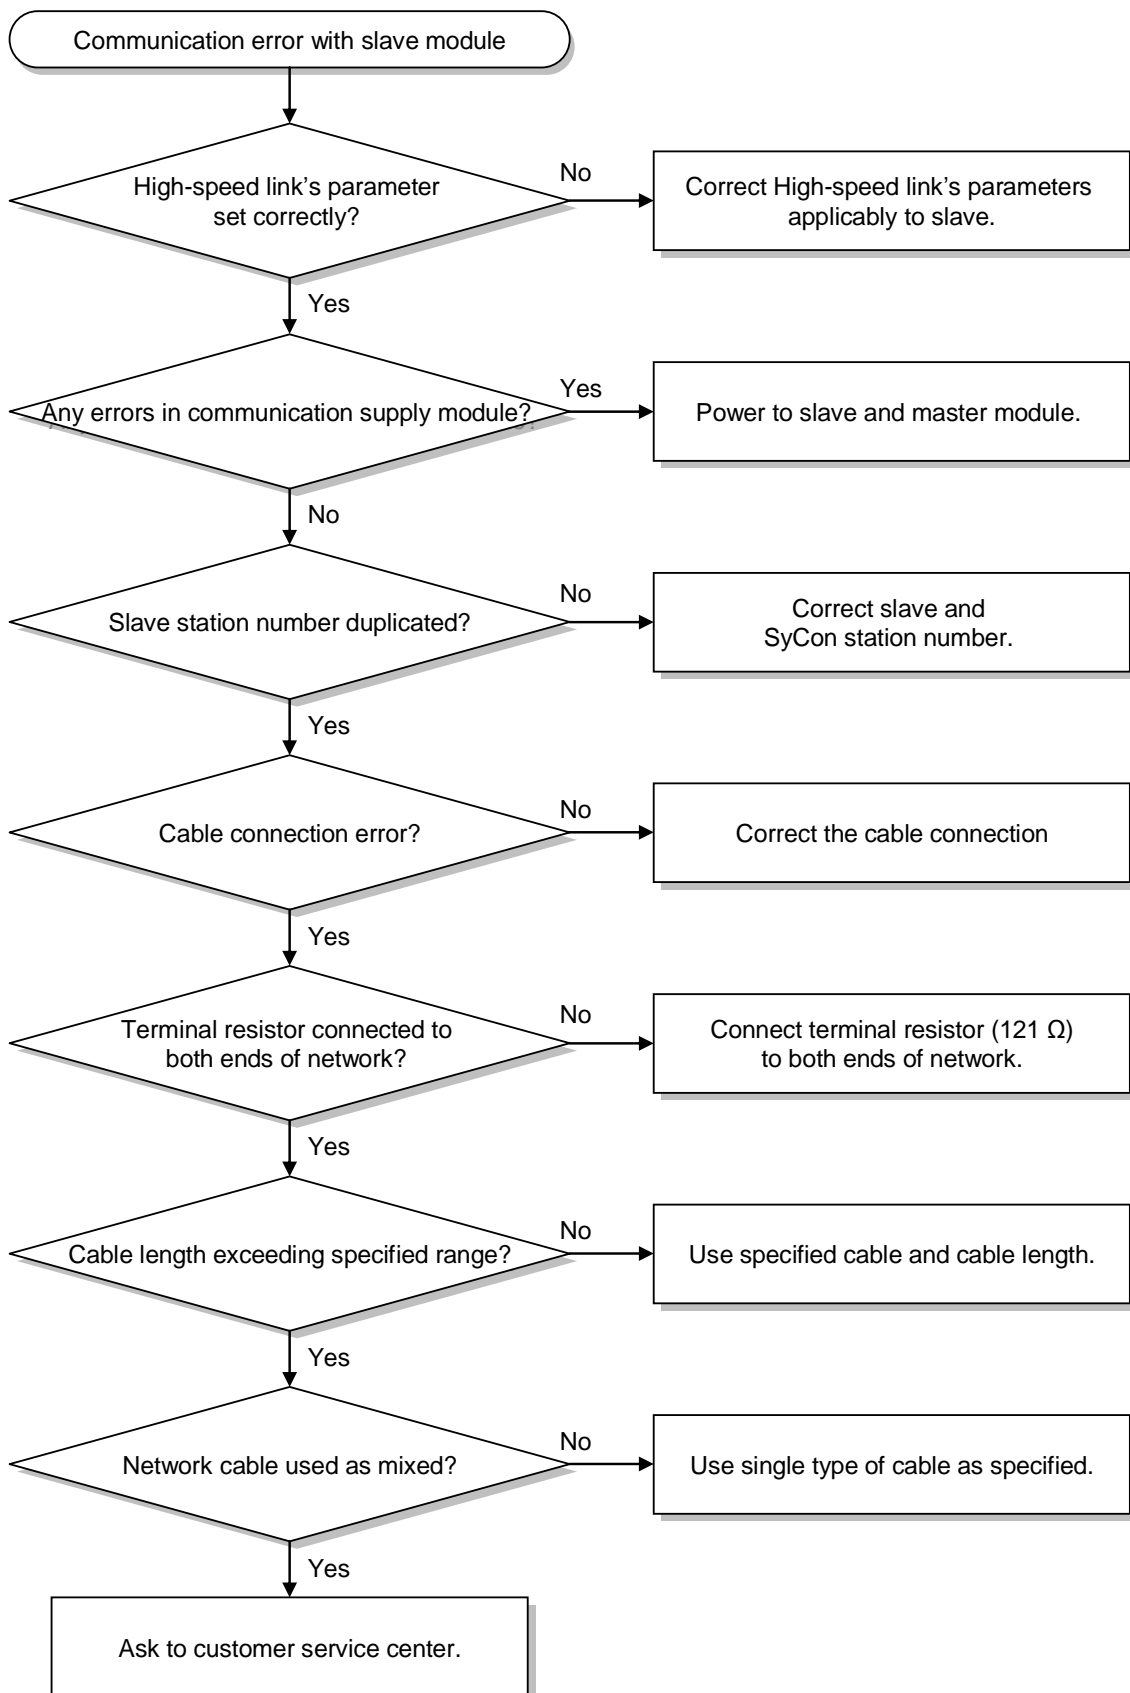 Communication error with slave module
High-speed link's parameter
set correctly?
No
Correct High-speed link's parameters
applicably to slave.
Yes
Any errors in communication supply module?
Yes
Power to slave and master module.
No
Slave station number duplicated?
No
Correct slave and
SyCon station number.
Yes
Cable connection error?
No
Correct the cable connection
Yes
Terminal resistor connected to
both ends of network?
No
Connect terminal resistor (121 Ω)
to both ends of network.
Yes
Cable length exceeding specified range?
No
Use specified cable and cable length.
Yes
Network cable used as mixed?
No
Use single type of cable as specified.
Yes
Ask to customer service center.